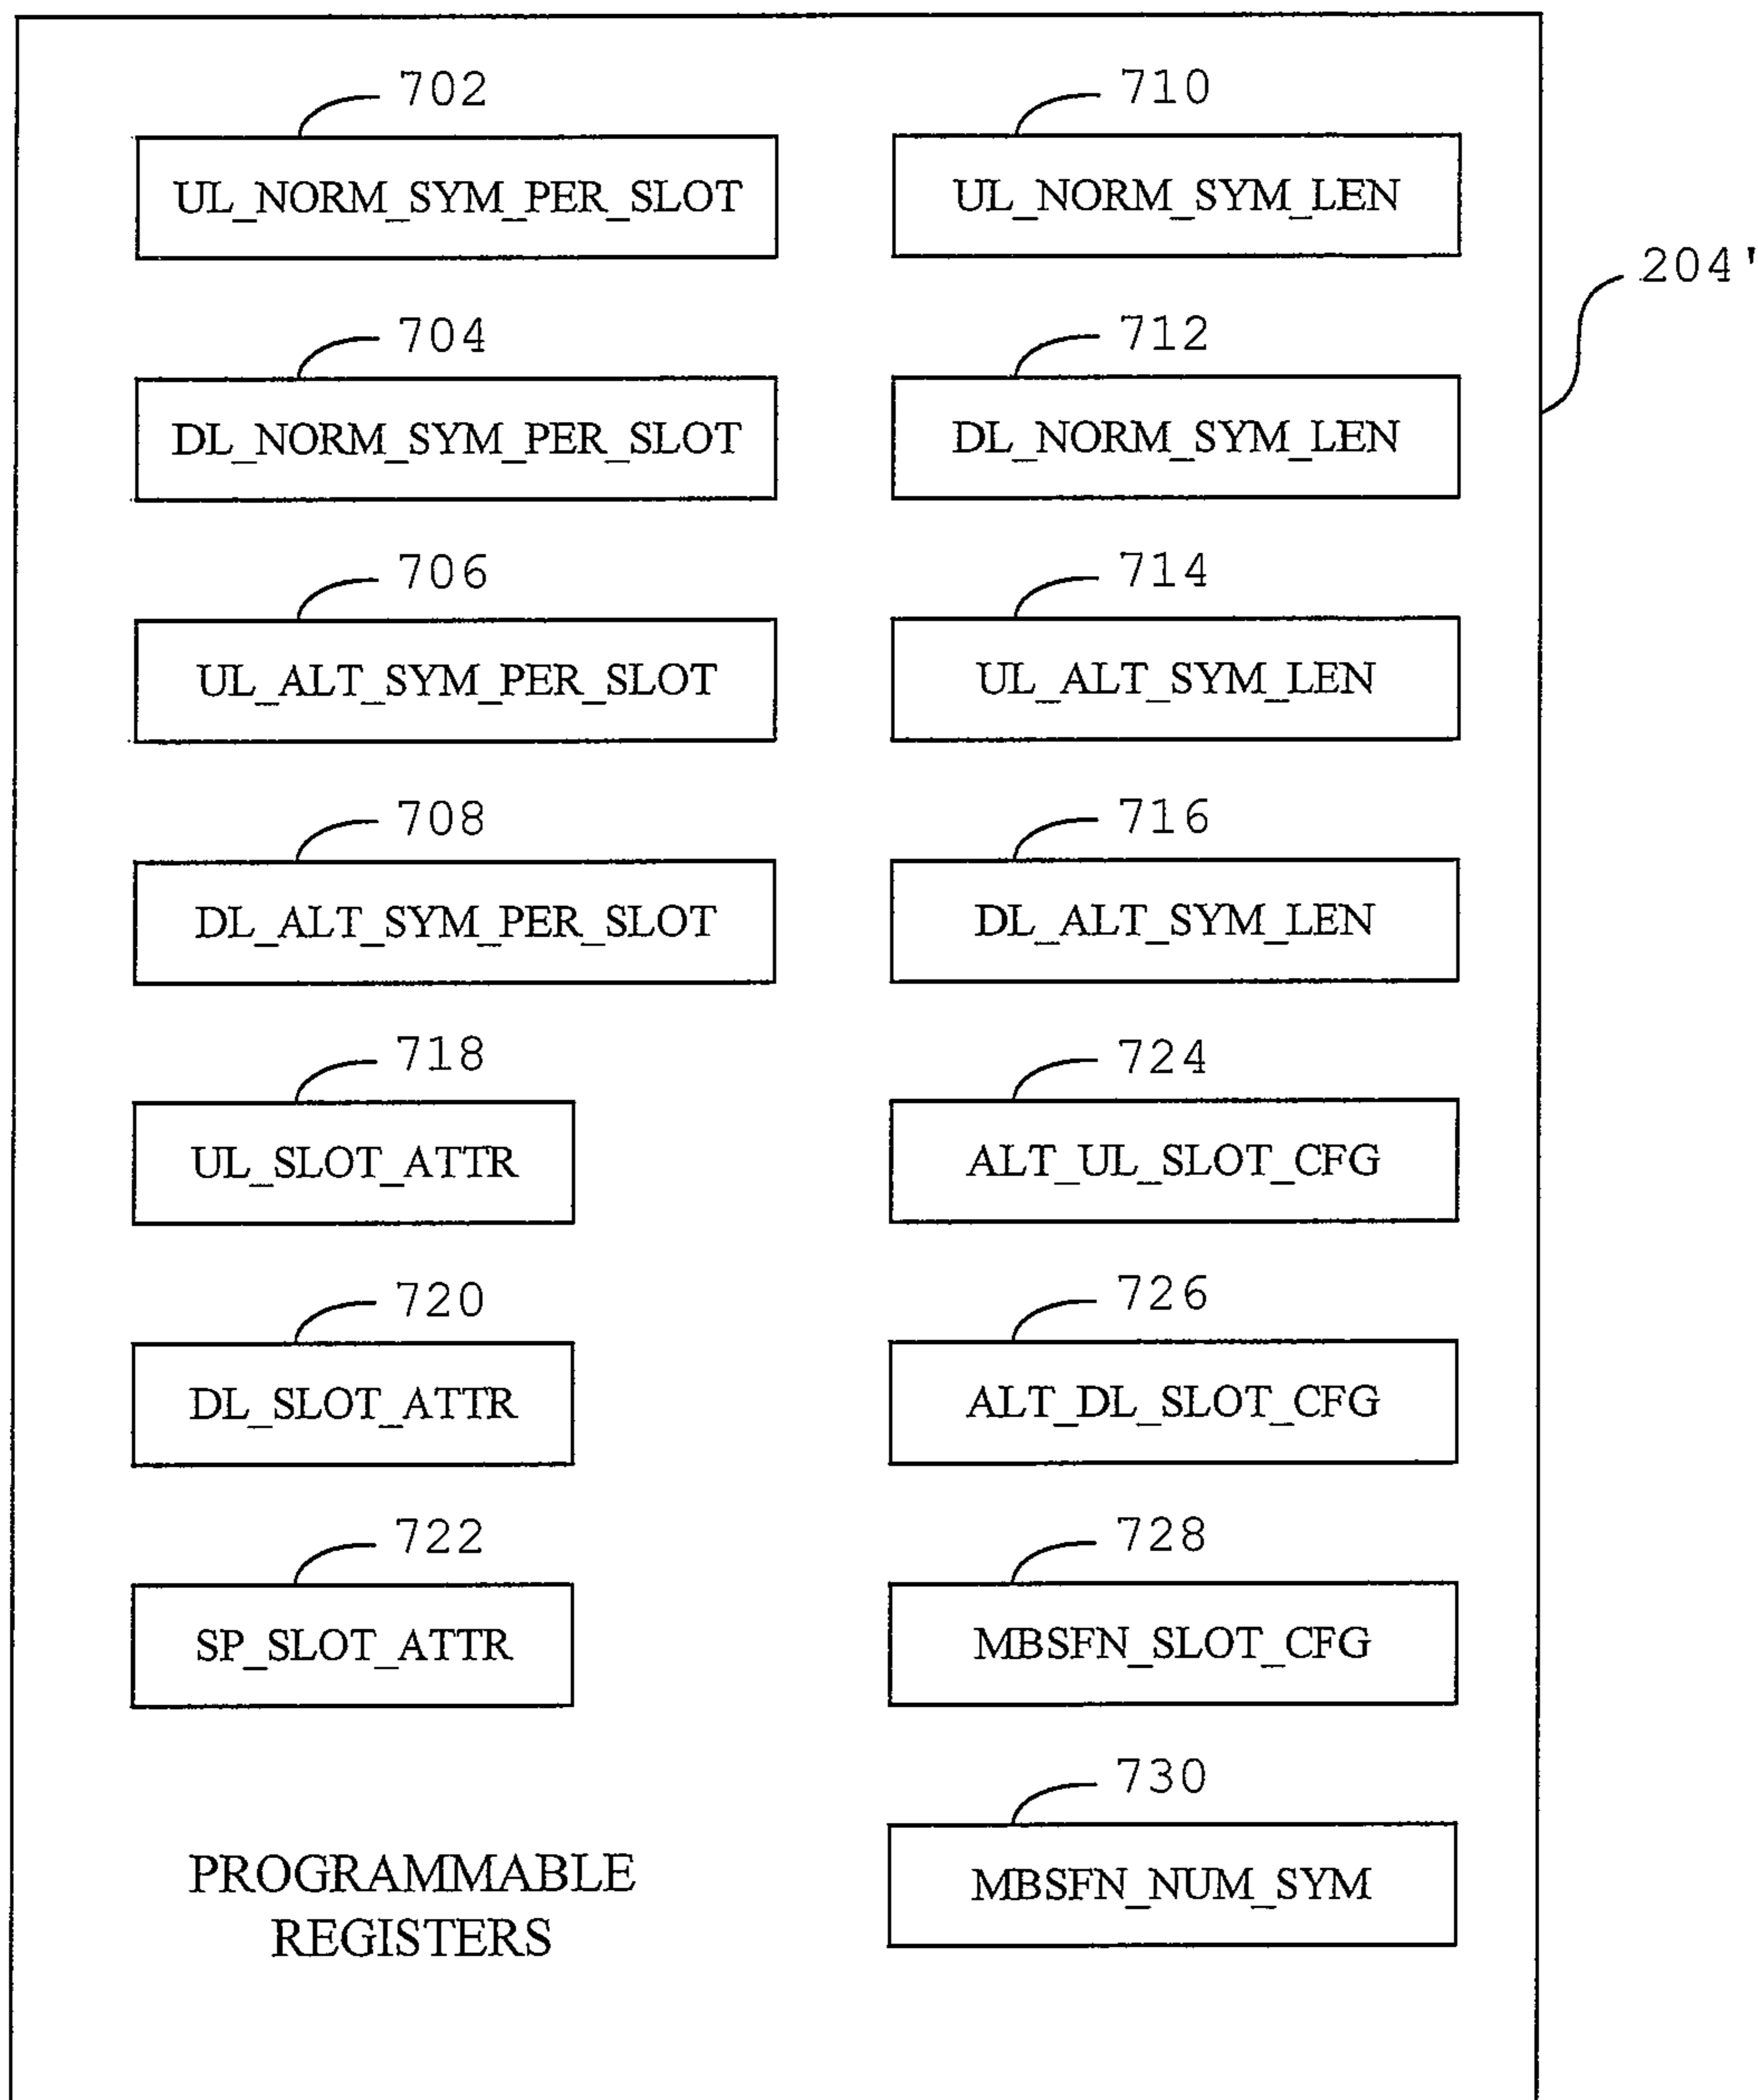 702 710
UL_NORM_SYM_PER_SLOT UL_NORM_SYM_LEN
204'
704 712
DL_NORM_SYM_PER_SLOT DL_NORM_SYM_LEN
706 714
UL_ALT_SYM_PER_SLOT UL_ALT_SYM_LEN
708 716
DL_ALT_SYM_PER_SLOT DL_ALT_SYM_LEN
718 724
UL_SLOT_ATTR ALT_UL_SLOT_CFG
720 726
DL_SLOT_ATTR ALT_DL_SLOT_CFG
722 728
SP_SLOT_ATTR MBSFN_SLOT_CFG
730
MBSFN_NUM_SYM
PROGRAMMABLE
REGISTERS